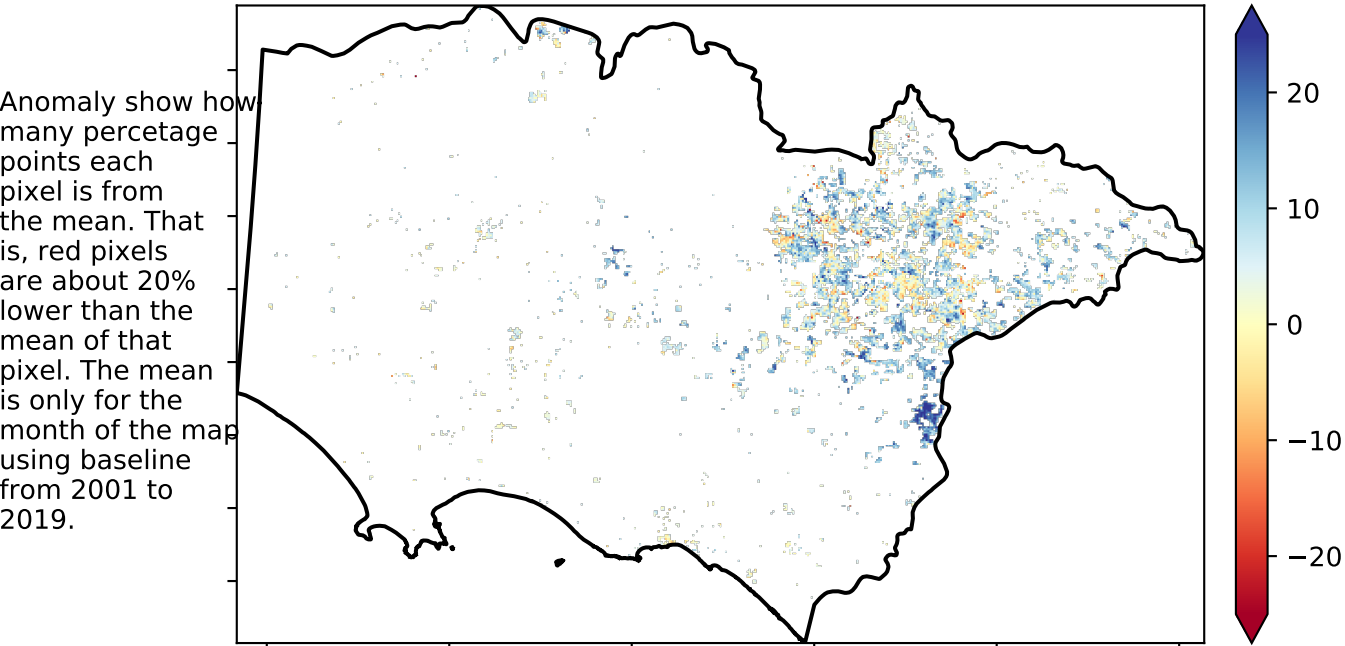 Anomaly show how
many percetage
points each
pixel is from
the mean. That
is, red pixels
are about 20%
lower than the
mean of that
pixel. The mean
is only for the
month of the map
using baseline
from 2001 to
2019.
20
10
0
−10
−20